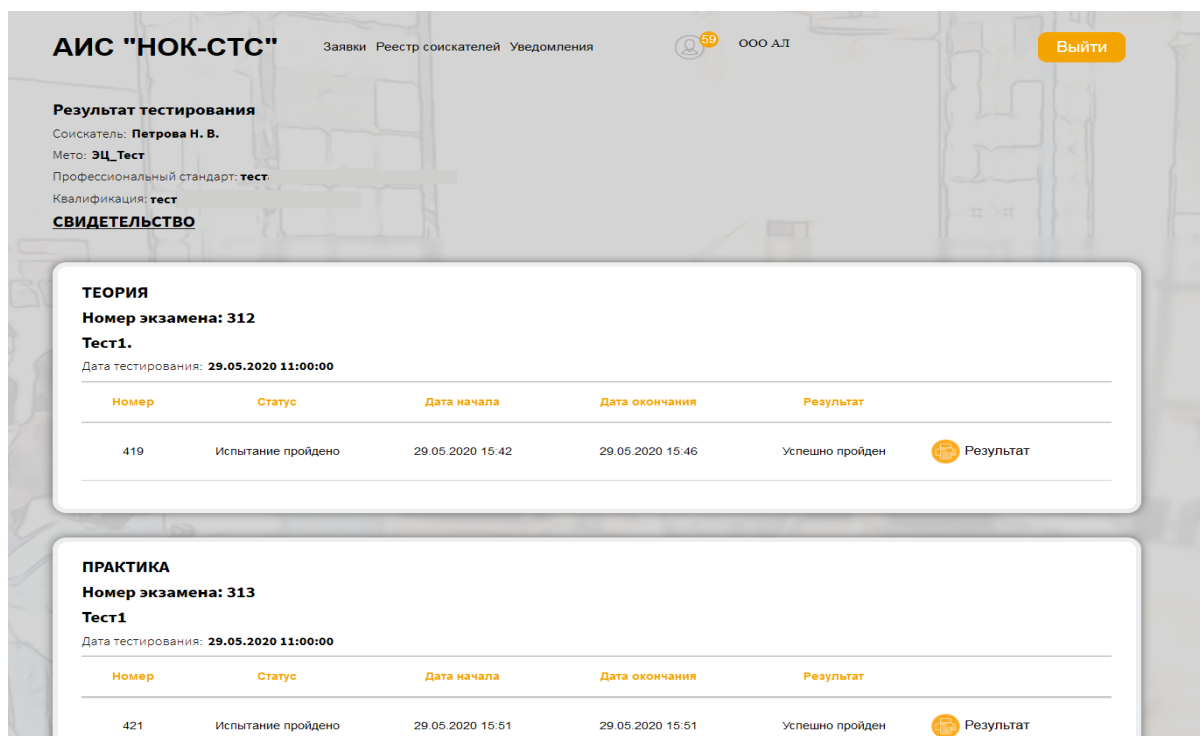 АИС "НОК-СТС" Заявки Реестр соискателей Уведомления 59 ООО АЛ Выйти
Результат тестирования
Соискатель: Петрова Н. В.
Мето: ЭЦ_Тест
Профессиональный стандарт: тест
Квалификация: тест
СВИДЕТЕЛЬСТВО
ТЕОРИЯ
Номер экзамена: 312
Тест1.
Дата тестирования: 29.05.2020 11:00:00
Номер Статус Дата начала Дата окончания Результат
419 Испытание пройдено 29.05.2020 15:42 29.05.2020 15:46 Успешно пройден Результат
ПРАКТИКА
Номер экзамена: 313
Тест1
Дата тестирования: 29.05.2020 11:00:00
Номер Статус Дата начала Дата окончания Результат
421 Испытание пройдено 29.05.2020 15:51 29.05.2020 15:51 Успешно пройден Результат